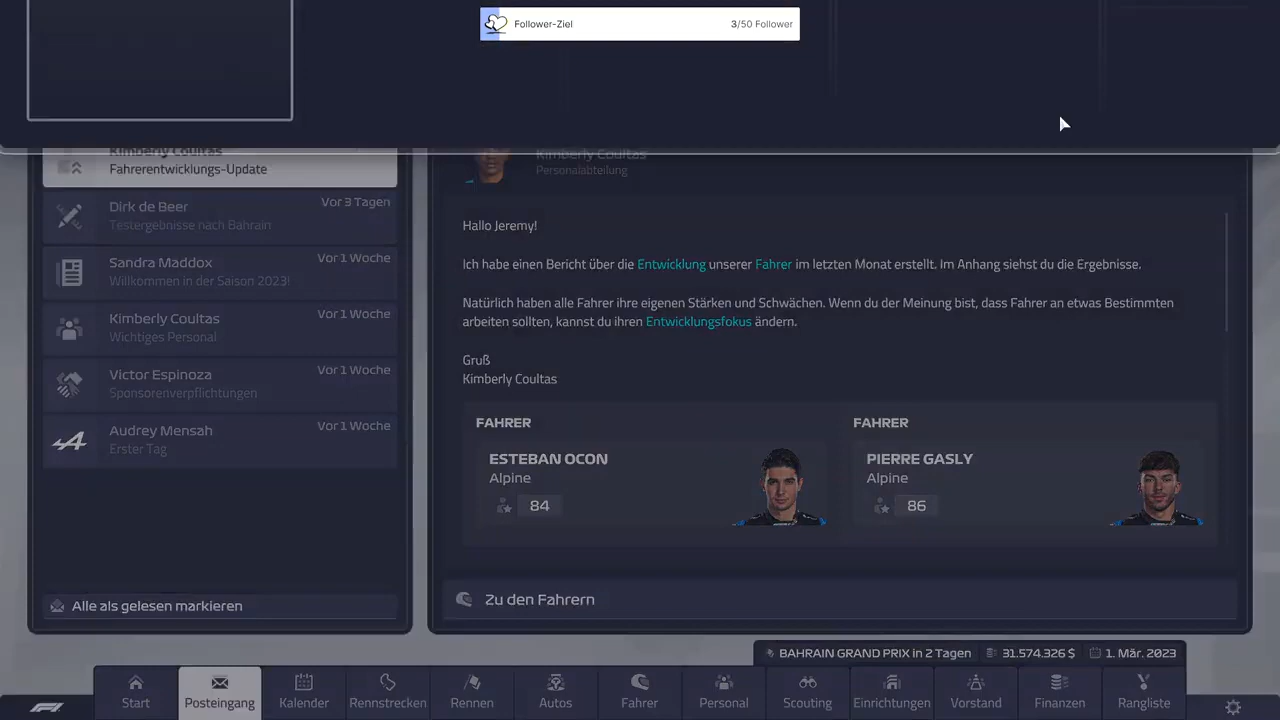 Follower-Ziel 3/50 Follower
Kimberly Coultas
Fahrerentwicklungs-Update
Dirk de Beer Vor 3 Tagen
Testergebnisse nach Bahrain
Sandra Maddox Vor 1 Woche
Willkommen in der Saison 2023!
Kimberly Coultas Vor 1 Woche
Wichtiges Personal
Victor Espinoza Vor 1 Woche
Sponsorenverpflichtungen
Audrey Mensah Vor 1 Woche
Erster Tag
Alle als gelesen markieren
Kimberly Coultas
Personalabteilung
Hallo Jeremy!
Ich habe einen Bericht über die Entwicklung unserer Fahrer im letzten Monat erstellt. Im Anhang siehst du die Ergebnisse.
Natürlich haben alle Fahrer ihre eigenen Stärken und Schwächen. Wenn du der Meinung bist, dass Fahrer an etwas Bestimmten
arbeiten sollten, kannst du ihren Entwicklungsfokus ändern.
Gruß
Kimberly Coultas
FAHRER
ESTEBAN OCON
Alpine
84
FAHRER
PIERRE GASLY
Alpine
86
Zu den Fahrern
BAHRAIN GRAND PRIX in 2 Tagen 31.574.326 $ 1. Mär. 2023
F1 Start Posteingang Kalender Rennstrecken Rennen Autos Fahrer Personal Scouting Einrichtungen Vorstand Finanzen Rangliste